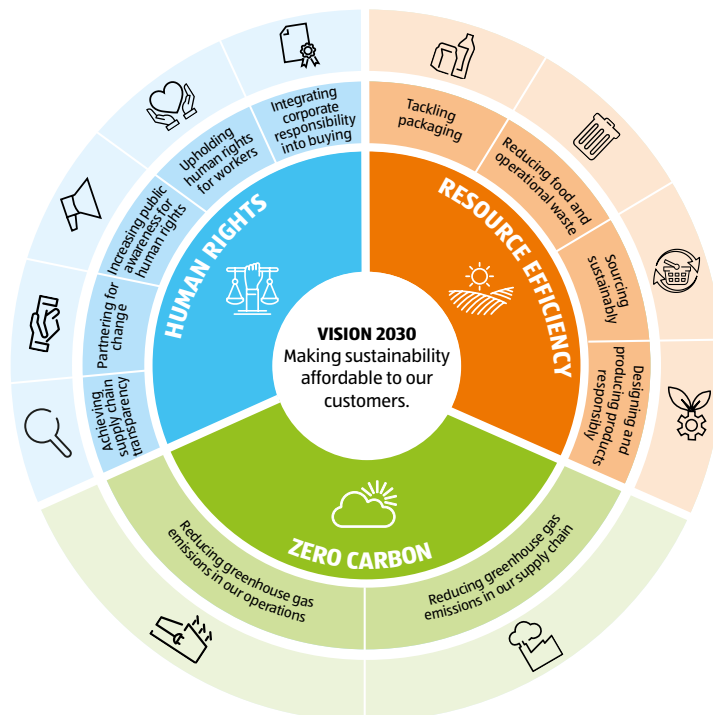 VISION 2030
Making sustainability
affordable to our
customers.
HUMAN RIGHTS
Achieving
supply chain
transparency
Partnering for
change
Increasing public
awareness for
human rights
Upholding
human rights
for workers
Integrating
corporate
responsibility
into buying
RESOURCE EFFICIENCY
Tackling
packaging
Reducing food and
operational waste
Sourcing
sustainably
Designing and
producing products
responsibly
ZERO CARBON
Reducing greenhouse gas
emissions in our operations
Reducing greenhouse gas
emissions in our supply chain